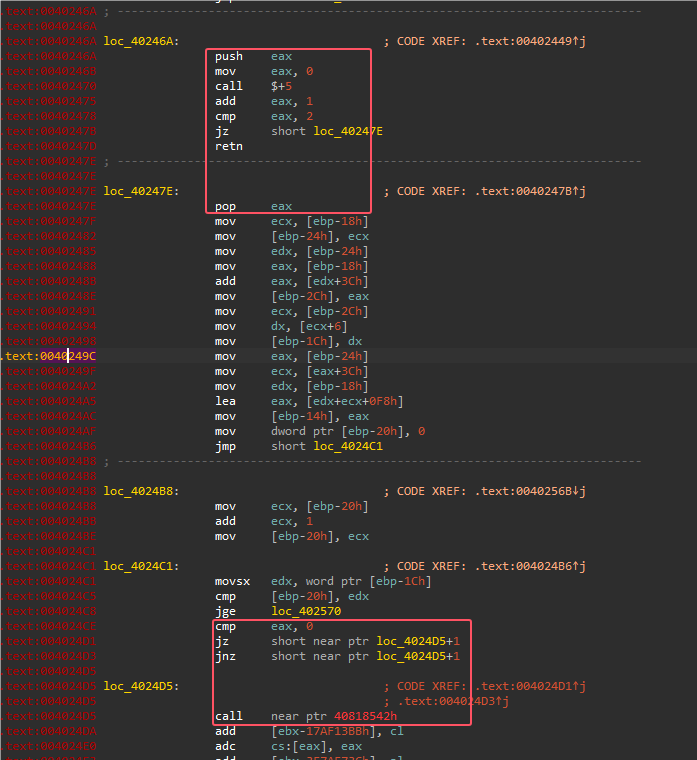 .text:0040246A ; ---------------------------------------------------------------------------
.text:0040246A
.text:0040246A loc_40246A: ; CODE XREF: .text:00402449↑j
.text:0040246A push eax
.text:0040246B mov eax, 0
.text:00402470 call $+5
.text:00402475 add eax, 1
.text:00402478 cmp eax, 2
.text:0040247B jz short loc_40247E
.text:0040247D retn
.text:0040247E ; ---------------------------------------------------------------------------
.text:0040247E
.text:0040247E loc_40247E: ; CODE XREF: .text:0040247B↑j
.text:0040247E pop eax
.text:0040247F mov ecx, [ebp-18h]
.text:00402482 mov [ebp-24h], ecx
.text:00402485 mov edx, [ebp-24h]
.text:00402488 mov eax, [ebp-18h]
.text:0040248B add eax, [edx+3Ch]
.text:0040248E mov [ebp-2Ch], eax
.text:00402491 mov ecx, [ebp-2Ch]
.text:00402494 mov dx, [ecx+6]
.text:00402498 mov [ebp-1Ch], dx
.text:0040249C mov eax, [ebp-24h]
.text:0040249F mov ecx, [eax+3Ch]
.text:004024A2 mov edx, [ebp-18h]
.text:004024A5 lea eax, [edx+ecx+0F8h]
.text:004024AC mov [ebp-14h], eax
.text:004024AF mov dword ptr [ebp-20h], 0
.text:004024B6 jmp short loc_4024C1
.text:004024B8 ; ---------------------------------------------------------------------------
.text:004024B8
.text:004024B8 loc_4024B8: ; CODE XREF: .text:0040256B↓j
.text:004024B8 mov ecx, [ebp-20h]
.text:004024BB add ecx, 1
.text:004024BE mov [ebp-20h], ecx
.text:004024C1
.text:004024C1 loc_4024C1: ; CODE XREF: .text:004024B6↑j
.text:004024C1 movsx edx, word ptr [ebp-1Ch]
.text:004024C5 cmp [ebp-20h], edx
.text:004024C8 jge loc_402570
.text:004024CE cmp eax, 0
.text:004024D1 jz short near ptr loc_4024D5+1
.text:004024D3 jnz short near ptr loc_4024D5+1
.text:004024D5
.text:004024D5 loc_4024D5: ; CODE XREF: .text:004024D1↑j
.text:004024D5 ; .text:004024D3↑j
.text:004024D5 call near ptr 40818542h
.text:004024DA add [ebx-17AF13BBh], cl
.text:004024E0 adc cs:[eax], eax